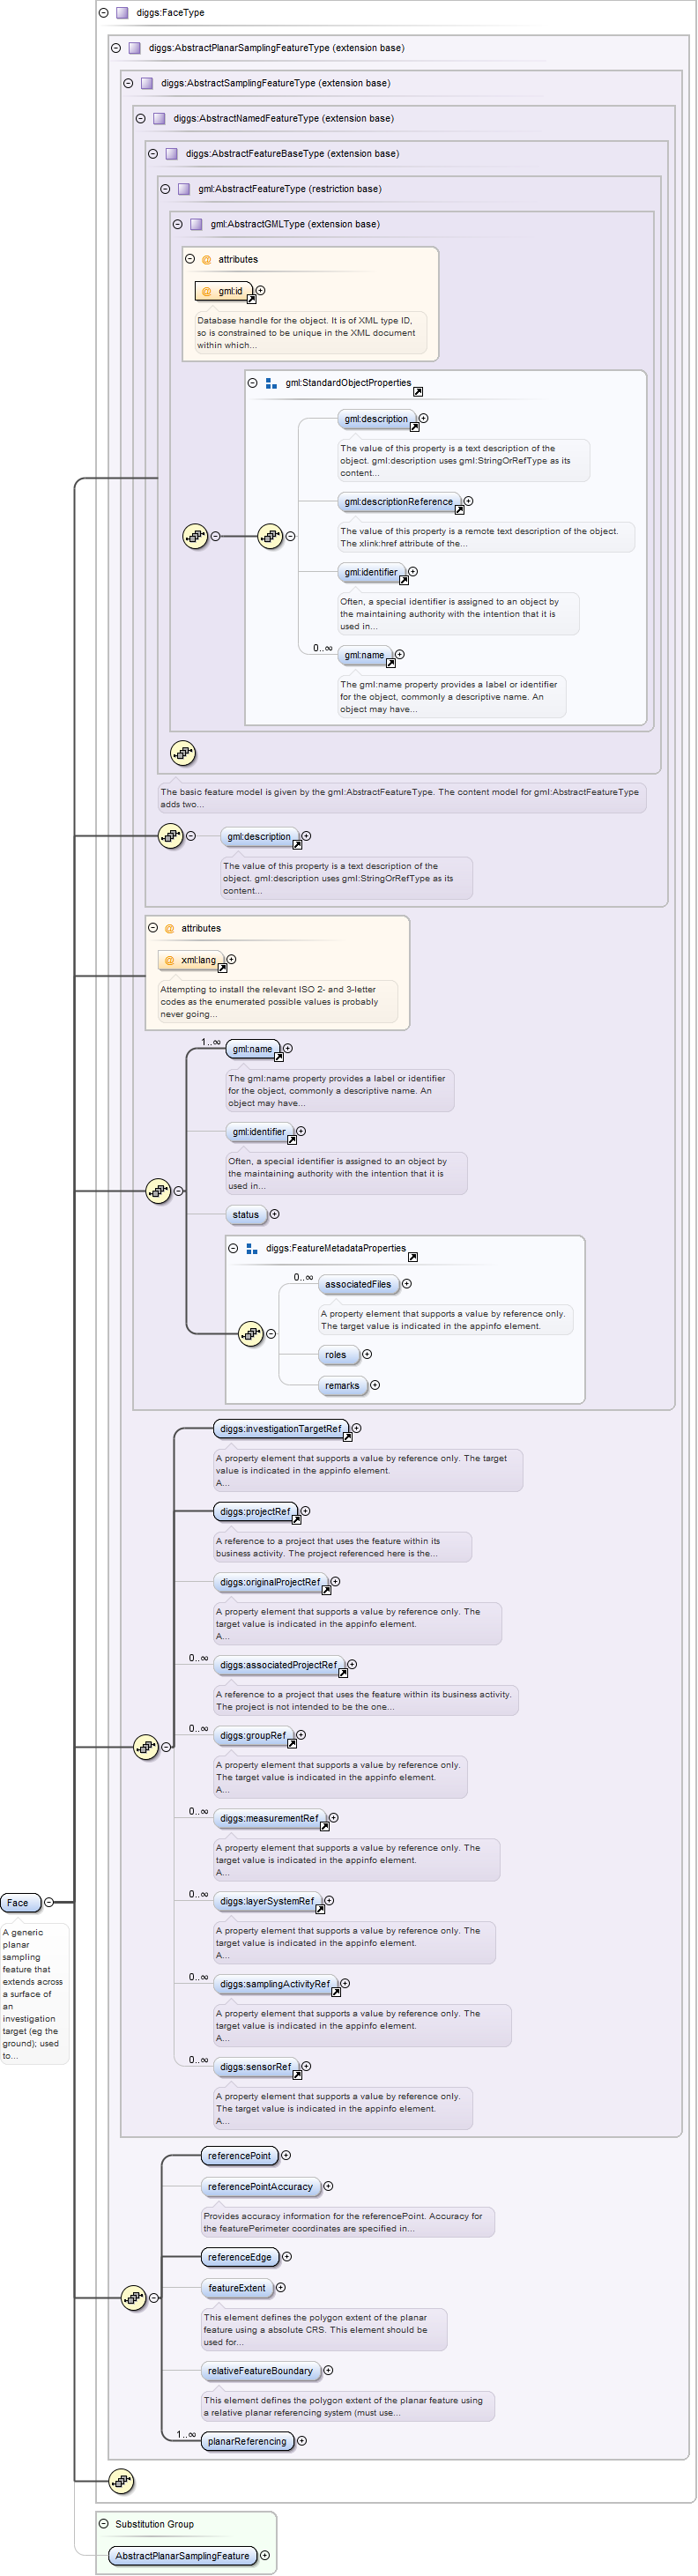 diggs:FaceType
diggs:AbstractPlanarSamplingFeatureType (extension base)
diggs:AbstractSamplingFeatureType (extension base)
diggs:AbstractNamedFeatureType (extension base)
diggs:AbstractFeatureBaseType (extension base)
gml:AbstractFeatureType (restriction base)
gml:AbstractGMLType (extension base)
@ attributes
@ gml:id
Database handle for the object. It is of XML type ID,
so is constrained to be unique in the XML document
within which...
gml:StandardObjectProperties
gml:description
The value of this property is a text description of the
object. gml:description uses gml:StringOrRefType as its
content...
gml:descriptionReference
The value of this property is a remote text description of the object.
The xlink:href attribute of the...
gml:identifier
Often, a special identifier is assigned to an object by
the maintaining authority with the intention that it is
used in...
0..∞
gml:name
The gml:name property provides a label or identifier
for the object, commonly a descriptive name. An
object may have...
The basic feature model is given by the gml:AbstractFeatureType. The content model for gml:AbstractFeatureType
adds two...
gml:description
The value of this property is a text description of the
object. gml:description uses gml:StringOrRefType as its
content...
@ attributes
@ xml:lang
Attempting to install the relevant ISO 2- and 3-letter
codes as the enumerated possible values is probably
never going...
1..∞
gml:name
The gml:name property provides a label or identifier
for the object, commonly a descriptive name. An
object may have...
gml:identifier
Often, a special identifier is assigned to an object by
the maintaining authority with the intention that it is
used in...
status
diggs:FeatureMetadataProperties
0..∞
associatedFiles
A property element that supports a value by reference only.
The target value is indicated in the appinfo element.
roles
remarks
diggs:investigationTargetRef
A property element that supports a value by reference only. The target
value is indicated in the appinfo element.
A...
diggs:projectRef
A reference to a project that uses the feature within its
business activity. The project referenced here is the...
diggs:originalProjectRef
A property element that supports a value by reference only. The
target value is indicated in the appinfo element.
A...
0..∞
diggs:associatedProjectRef
A reference to a project that uses the feature within its business activity.
The project is not intended to be the one...
0..∞
diggs:groupRef
A property element that supports a value by reference only.
The target value is indicated in the appinfo element.
A...
0..∞
diggs:measurementRef
A property element that supports a value by reference only. The
target value is indicated in the appinfo element.
A...
0..∞
diggs:layerSystemRef
A property element that supports a value by reference only. The
target value is indicated in the appinfo element.
A...
0..∞
diggs:samplingActivityRef
A property element that supports a value by reference only. The
target value is indicated in the appinfo element.
A...
0..∞
diggs:sensorRef
A property element that supports a value by reference only.
The target value is indicated in the appinfo element.
A...
Face
A generic
planar
sampling
feature that
extends across
a surface of
an
investigation
target (eg the
ground); used
to...
referencePoint
referencePointAccuracy
Provides accuracy information for the referencePoint. Accuracy for
the featurePerimeter coordinates are specified in...
referenceEdge
featureExtent
This element defines the polygon extent of the planar
feature using a absolute CRS. This element should be
used for...
relativeFeatureBoundary
This element defines the polygon extent of the planar feature using
a relative planar referencing system (must use...
1..∞
planarReferencing
Substitution Group
AbstractPlanarSamplingFeature